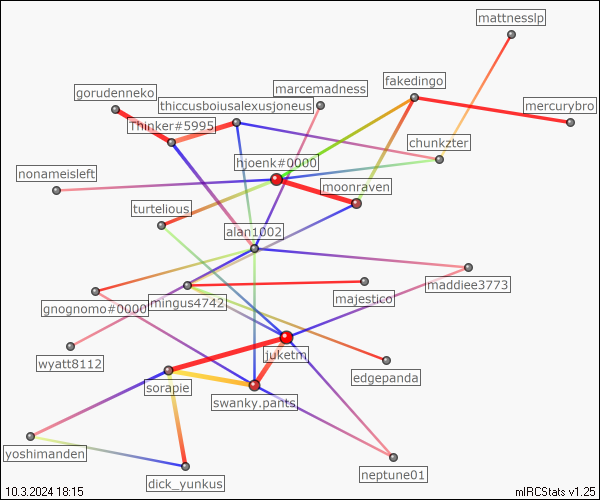 mattnesslp
fakedingo
marcemadness
gorudenneko
thiccusboiusalexusjoneus
mercurybro
Thinker#5995
chunkzter
hjoenk#0000
nonameisleft
moonraven
turtelious
alan1002
maddiee3773
mingus4742
majestico
gnognomo#0000
juketm
wyatt8112
edgepanda
sorapie
swanky.pants
yoshimanden
neptune01
dick_yunkus
10.3.2024 18:15
mIRCStats v1.25